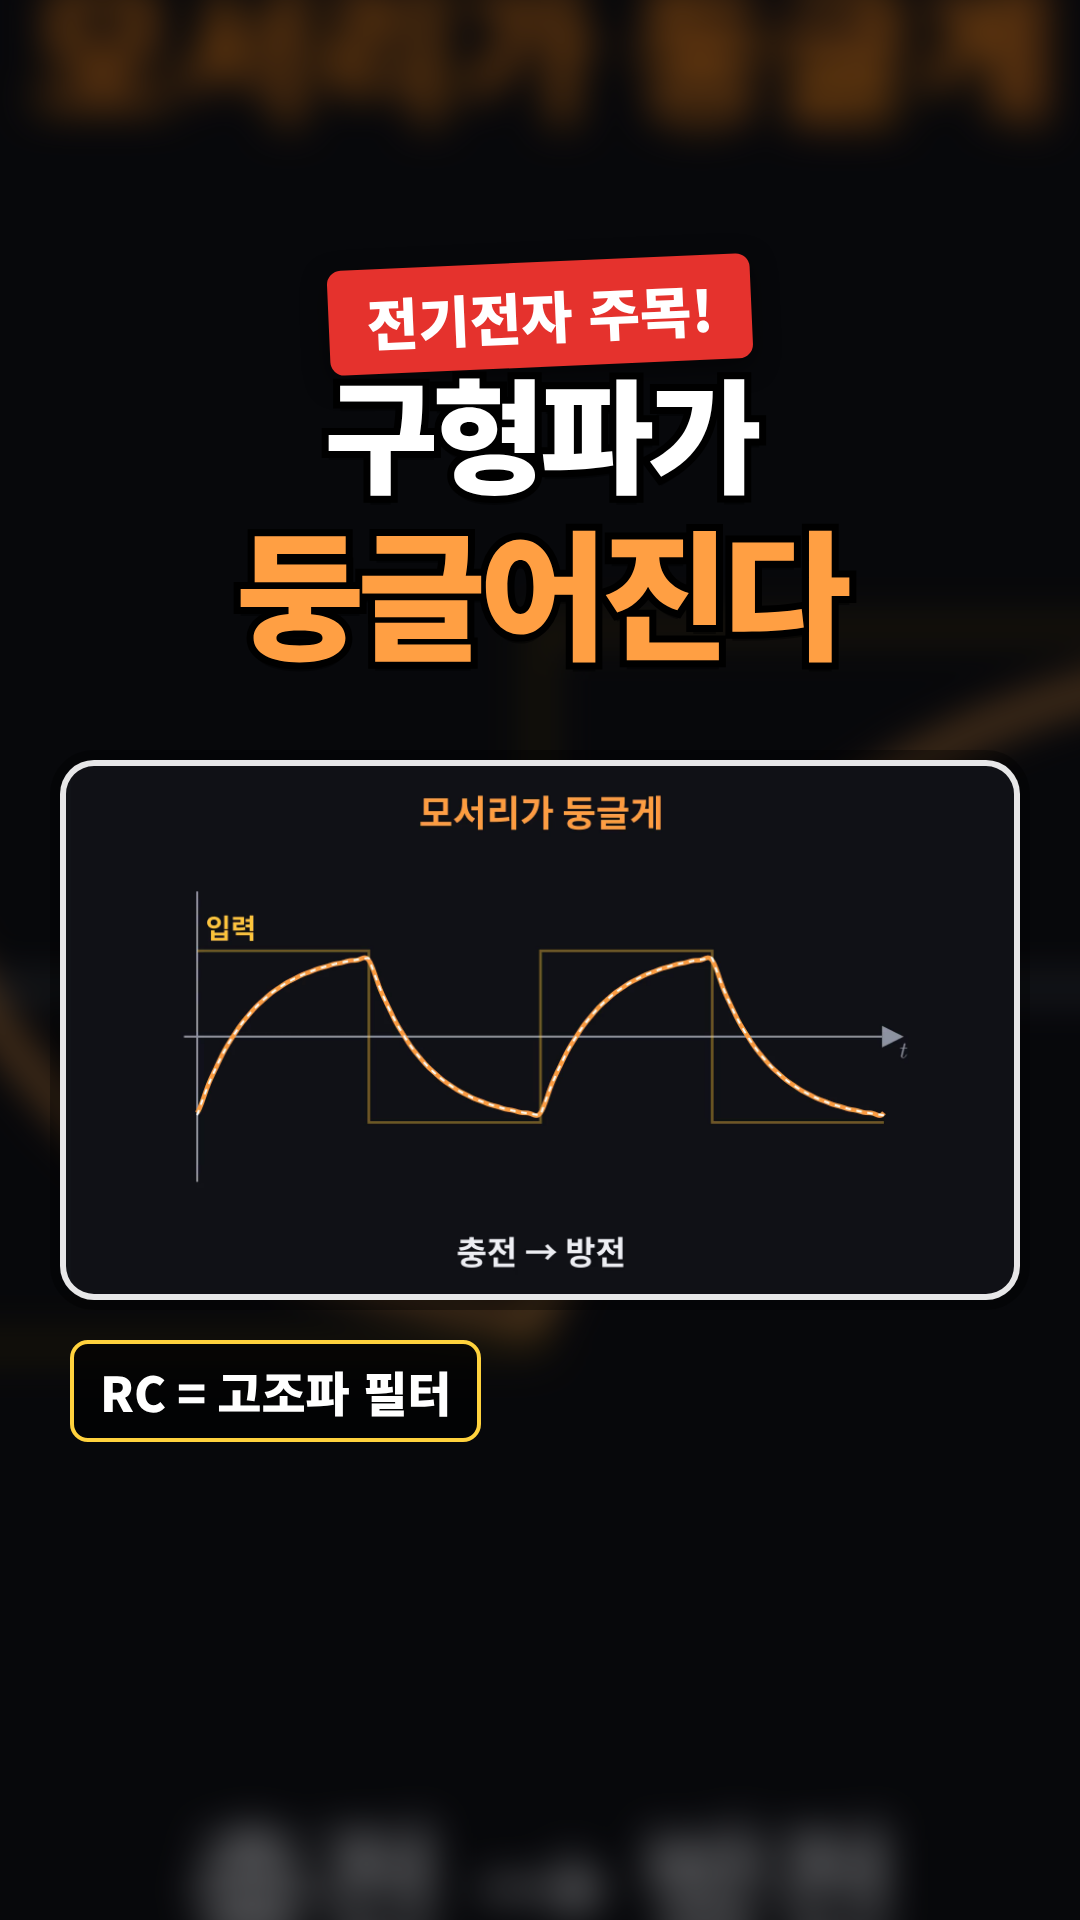 전기전자 주목!
구형파가
둥글어진다
모서리가 둥글게
입력
t
충전 → 방전
RC = 고조파 필터